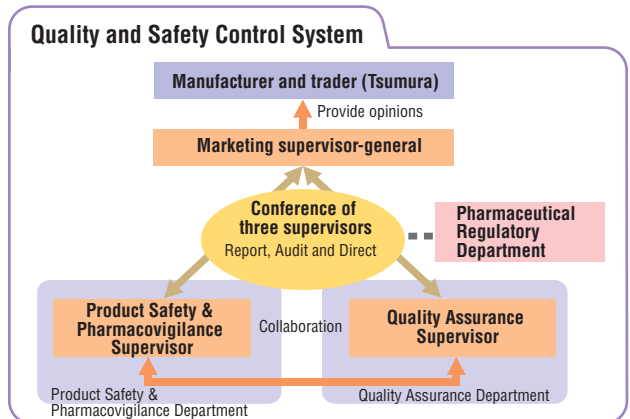 Quality and Safety Control System
Manufacturer and trader (Tsumura)
Provide opinions
Marketing supervisor-general
Conference of
three supervisors
Report, Audit and Direct
Pharmaceutical
Regulatory
Department
Product Safety &
Pharmacovigilance
Supervisor
Collaboration
Quality Assurance
Supervisor
Product Safety &
Pharmacovigilance Department
Quality Assurance Department